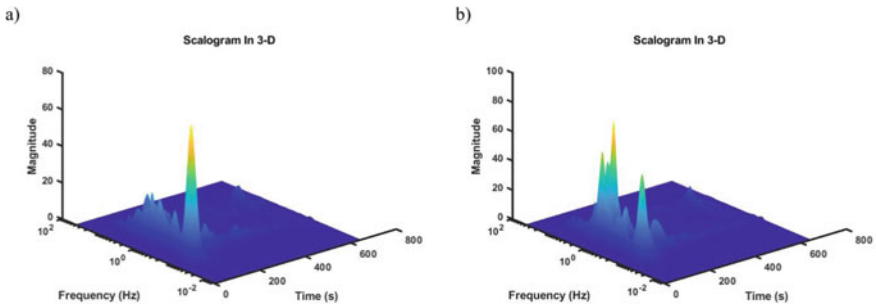 a)
Scalogram In 3-D
80
60
40
20
0
Magnitude
10²
10⁰
10⁻²
Frequency (Hz)
0
200
400
600
800
Time (s)
b)
Scalogram In 3-D
100
80
60
40
20
0
Magnitude
10²
10⁰
10⁻²
Frequency (Hz)
0
200
400
600
800
Time (s)